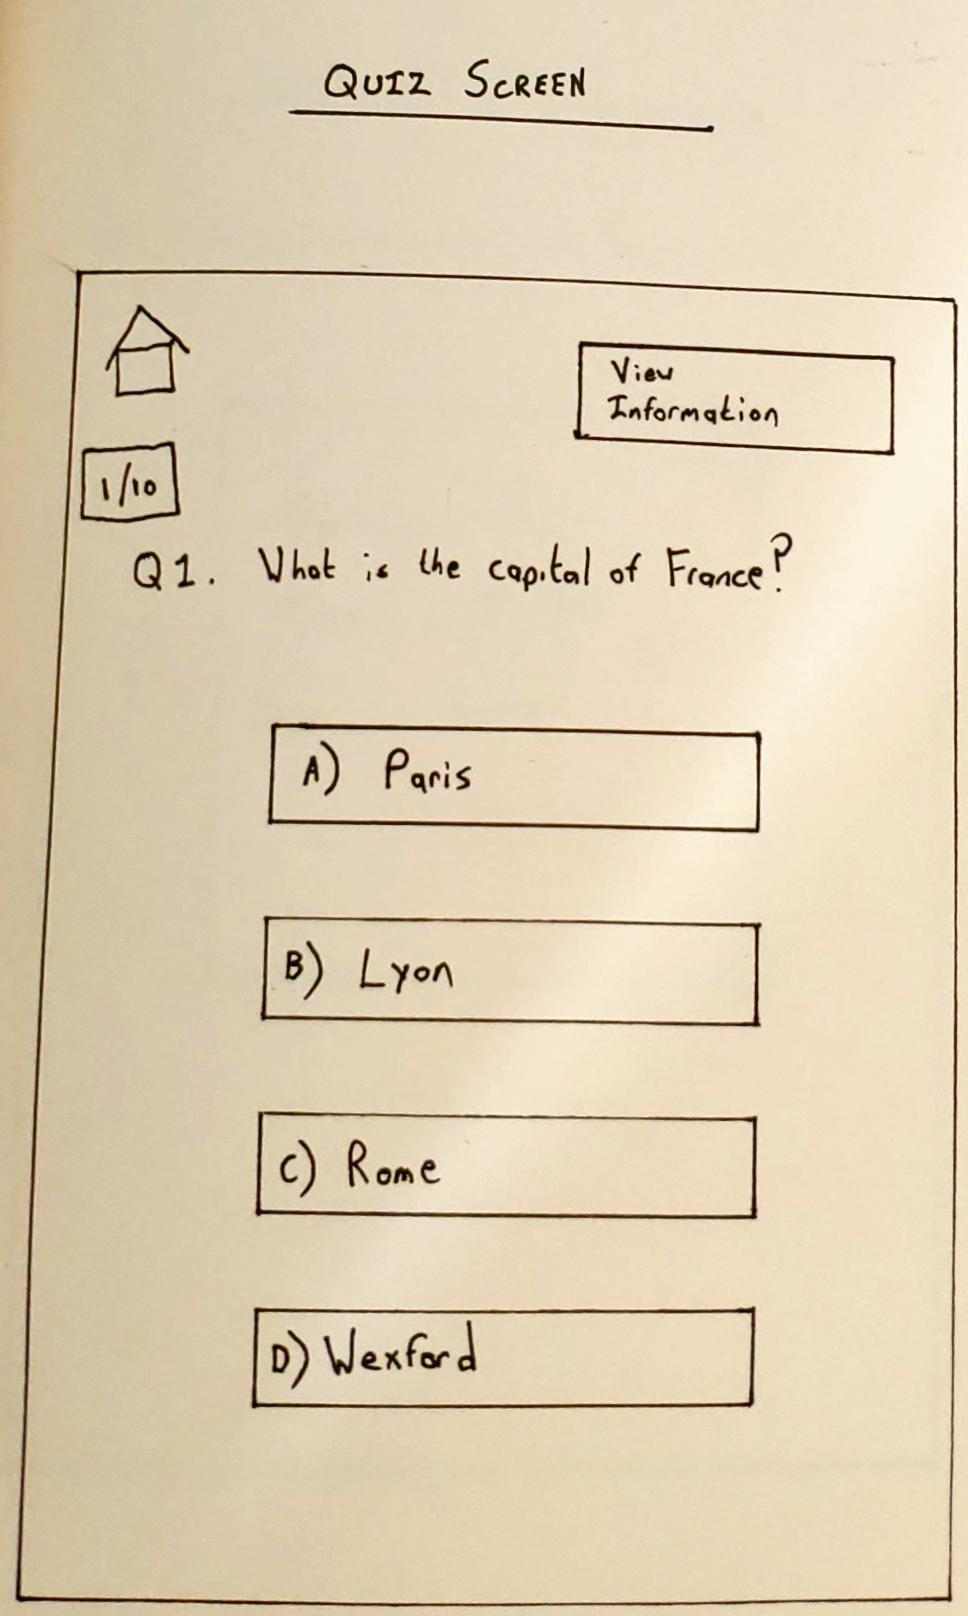 QUIZ SCREEN
View
Information
1/10
Q1. What is the capital of France?
A) Paris
B) Lyon
C) Rome
D) Wexford